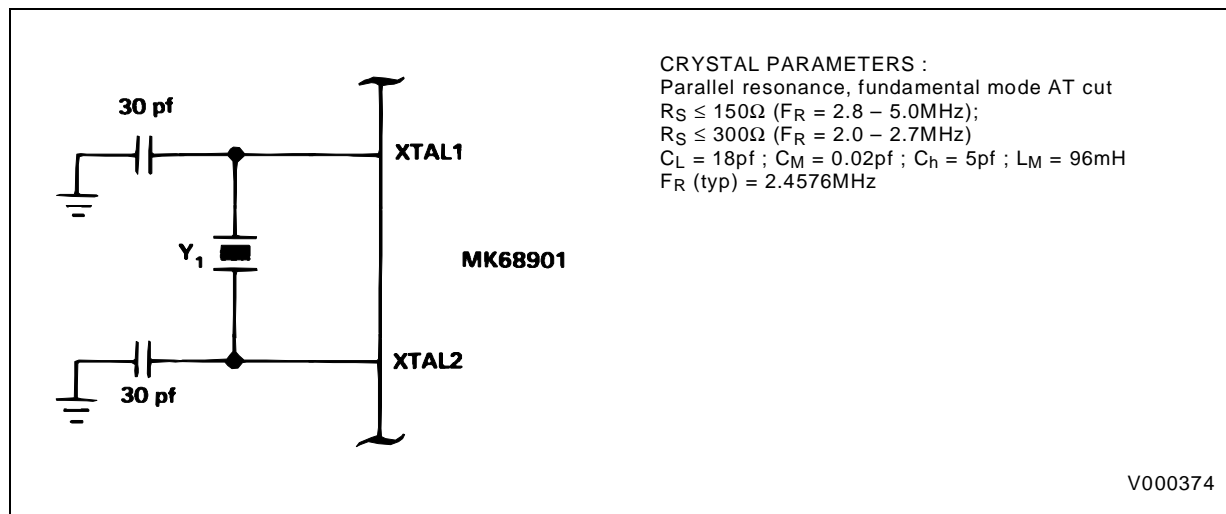 30 pf
XTAL1
Y1
MK68901
XTAL2
30 pf
CRYSTAL PARAMETERS :
Parallel resonance, fundamental mode AT cut
RS ≤ 150Ω (FR = 2.8 – 5.0MHz);
RS ≤ 300Ω (FR = 2.0 – 2.7MHz)
CL = 18pf ; CM = 0.02pf ; Ch = 5pf ; LM = 96mH
FR (typ) = 2.4576MHz
V000374